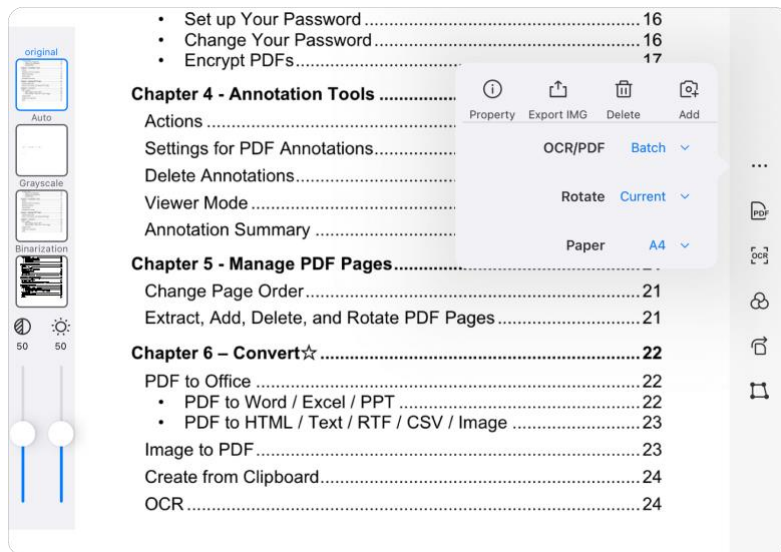 • Set up Your Password 16
• Change Your Password 16
• Encrypt PDFs 17
Chapter 4 - Annotation Tools
Actions
Settings for PDF Annotations
Delete Annotations
Viewer Mode
Annotation Summary
Chapter 5 - Manage PDF Pages
Change Page Order 21
Extract, Add, Delete, and Rotate PDF Pages 21
Chapter 6 – Convert☆ 22
PDF to Office 22
• PDF to Word / Excel / PPT 22
• PDF to HTML / Text / RTF / CSV / Image 23
Image to PDF 23
Create from Clipboard 24
OCR 24
original
Auto
Grayscale
Binarization
50 50
Property Export IMG Delete Add
OCR/PDF Batch
Rotate Current
Paper A4
PDF
OCR